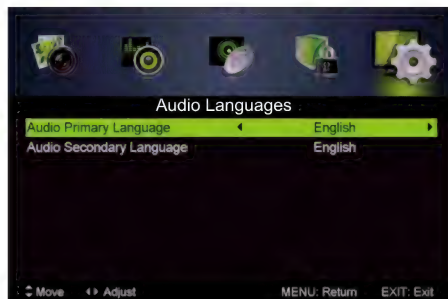 Audio Languages
Audio Primary Language English
Audio Secondary Language English
Move Adjust MENU: Return EXIT: Exit